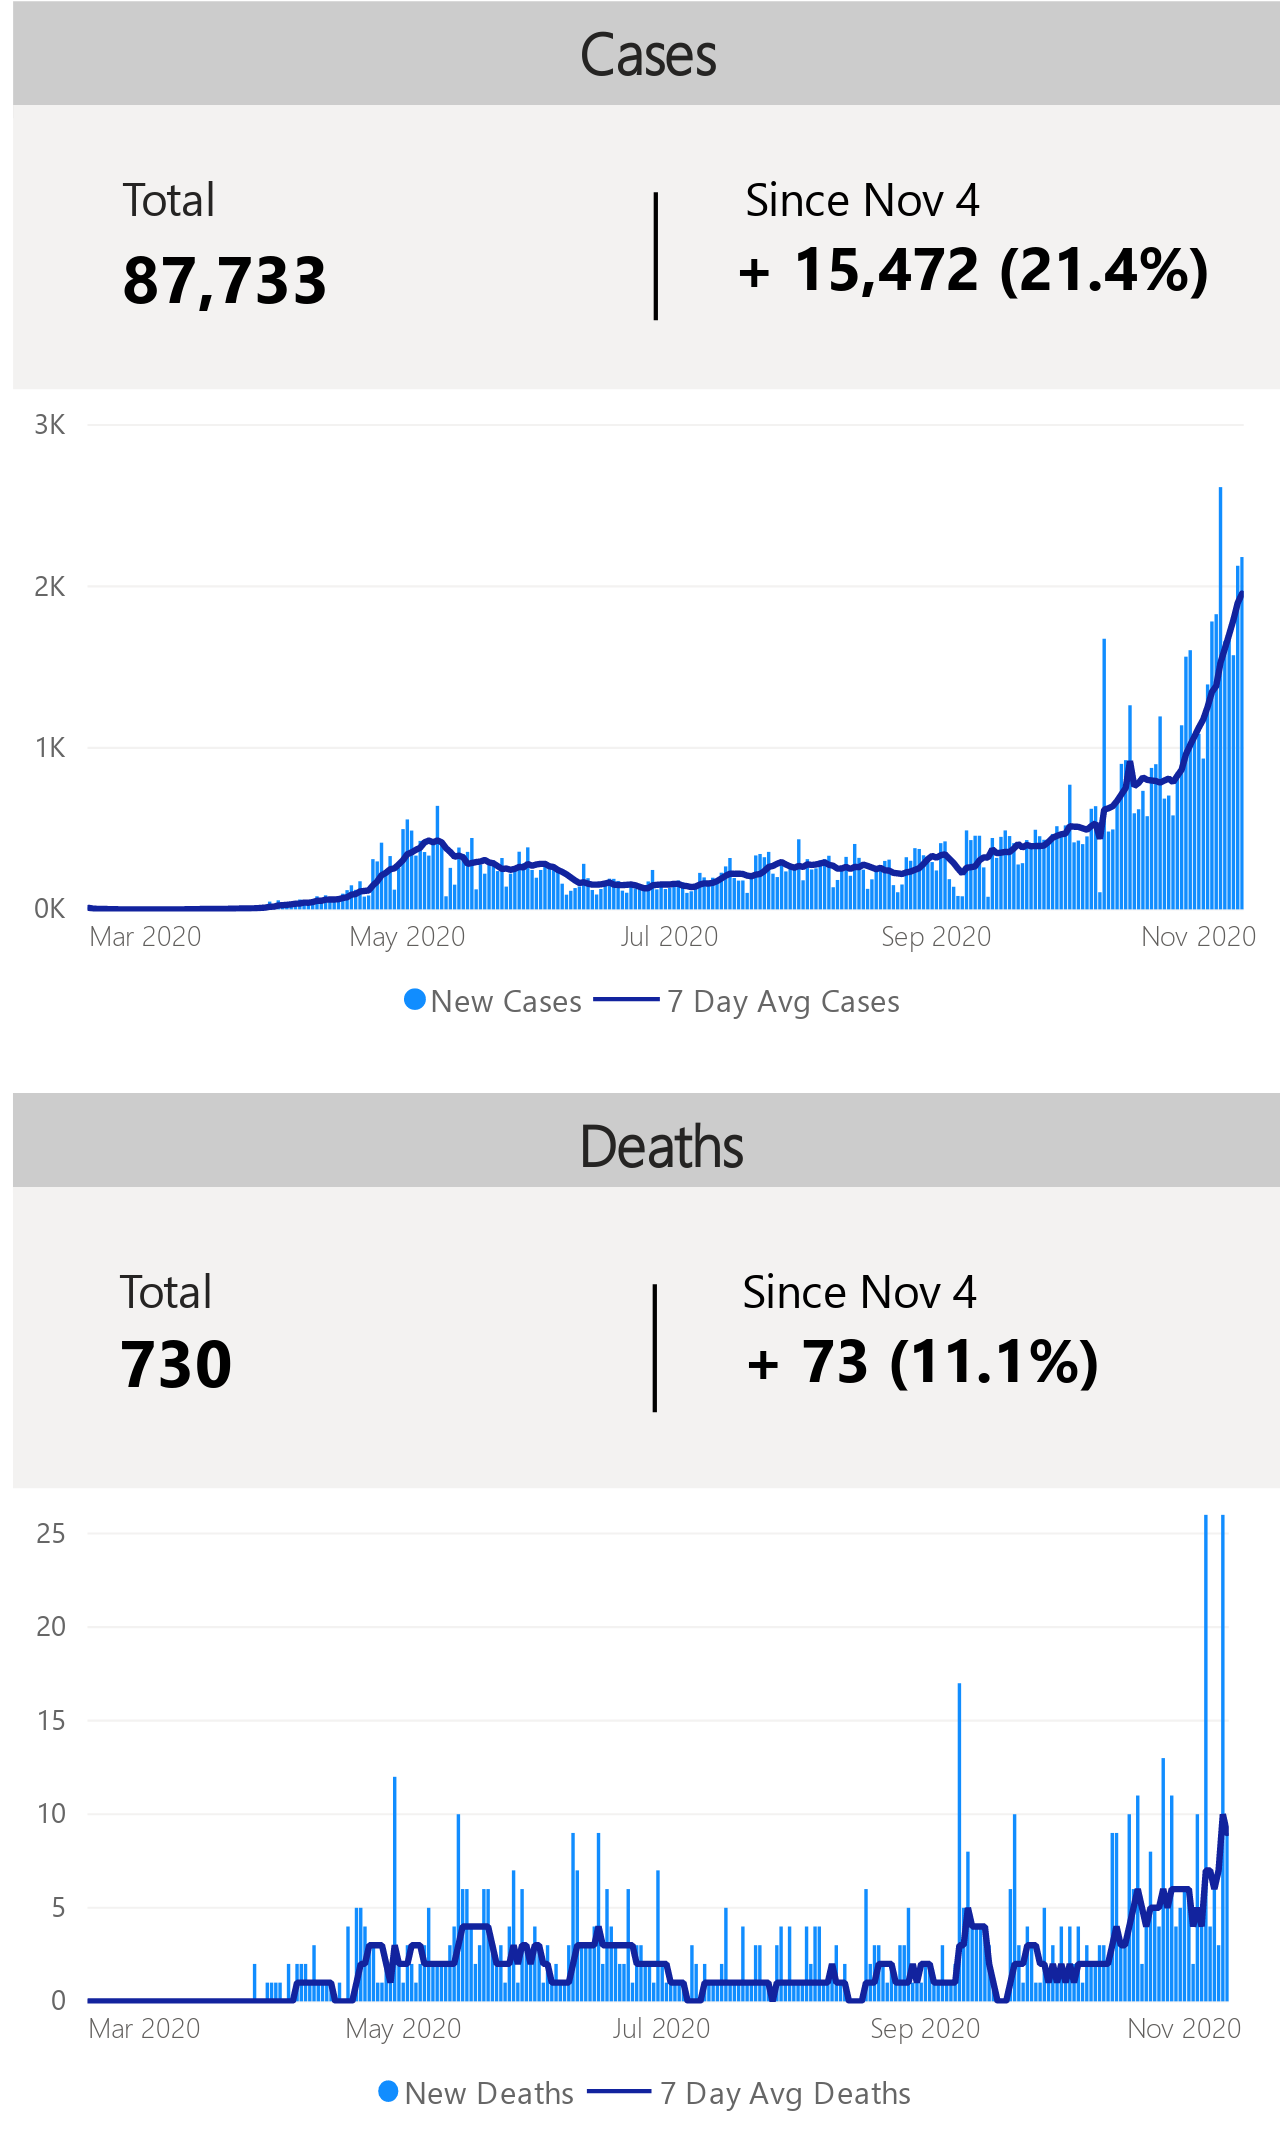 Cases
Total
Since Nov 4
87,733
+ 15,472 (21.4%)
3K
2K
1K
0K
Mar 2020 May 2020 Jul 2020 Sep 2020 Nov 2020
New Cases 7 Day Avg Cases
Deaths
Total
Since Nov 4
730
+ 73 (11.1%)
25
20
15
10
5
0
Mar 2020 May 2020 Jul 2020 Sep 2020 Nov 2020
New Deaths 7 Day Avg Deaths